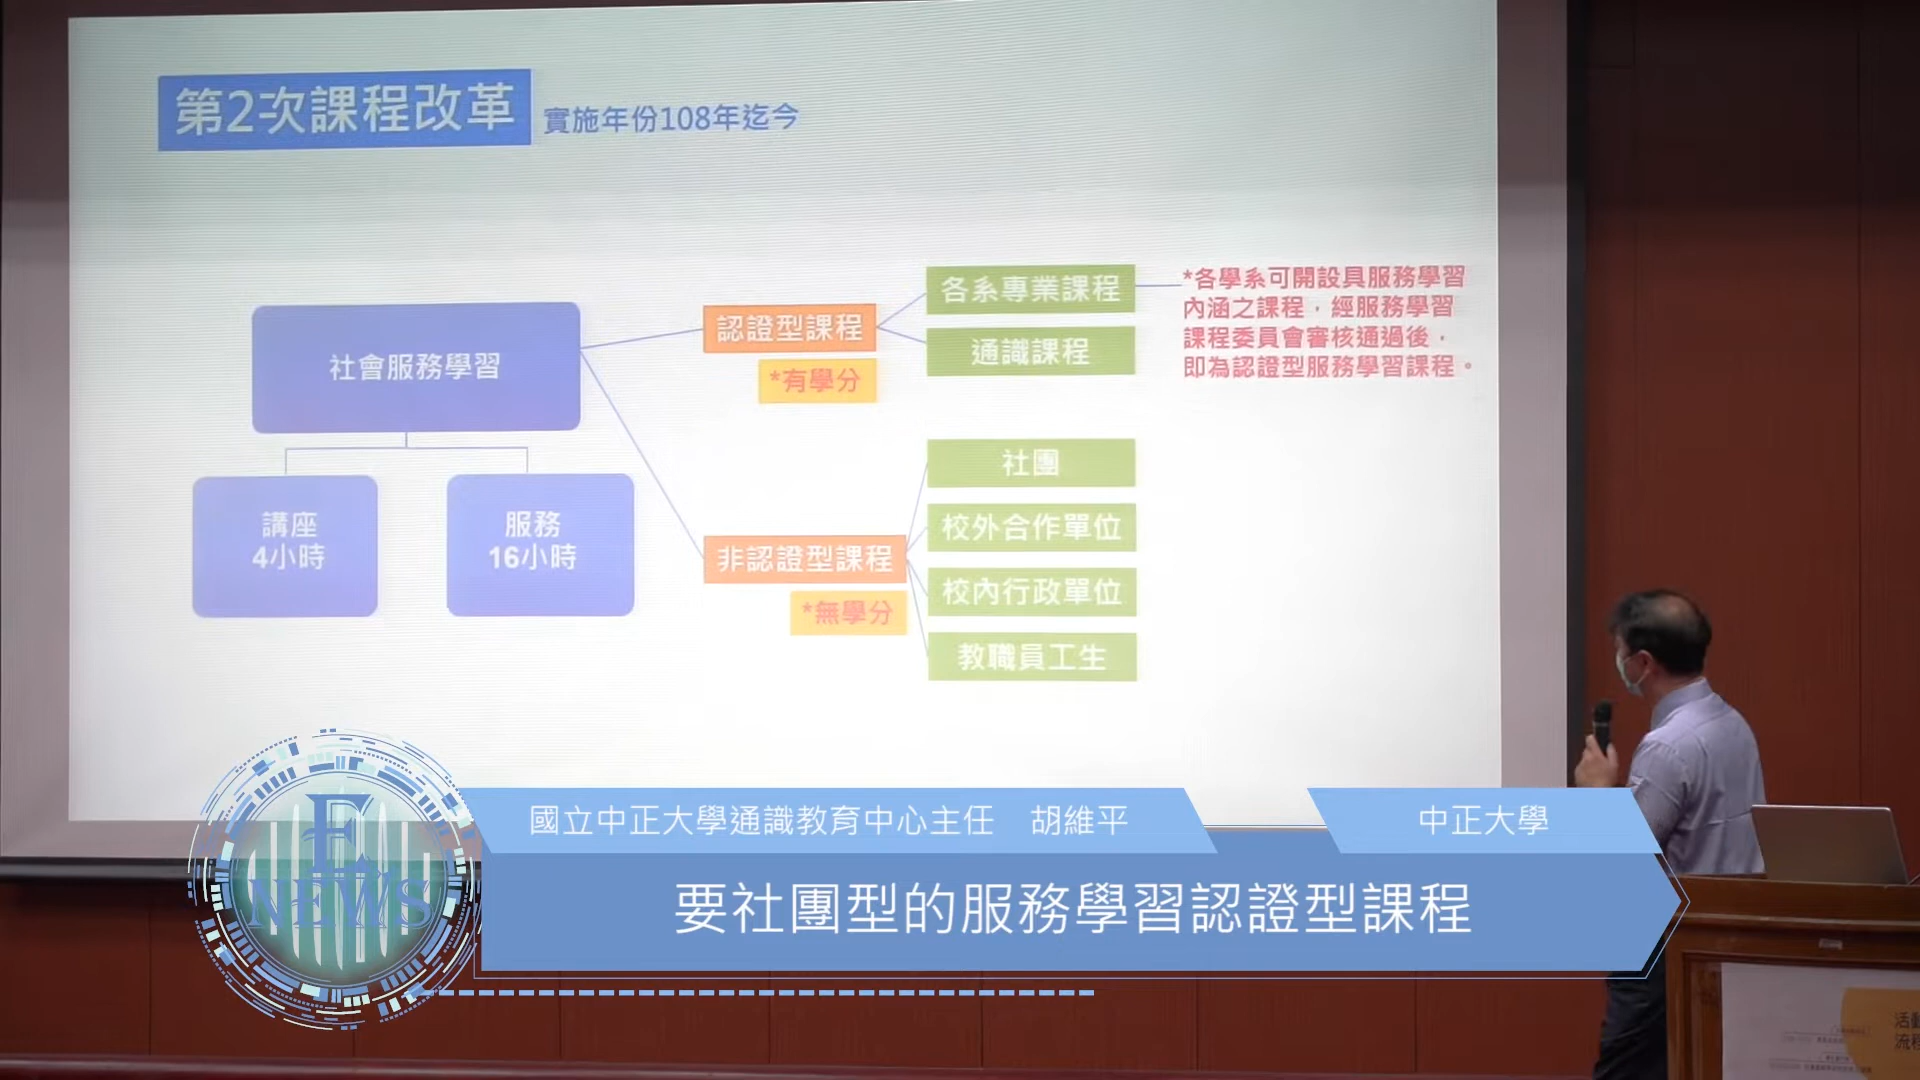 第2次課程改革 實施年份108年迄今
社會服務學習
講座
4小時
服務
16小時
認證型課程
*有學分
各系專業課程
通識課程
*各學系可開設具服務學習
內涵之課程，經服務學習
課程委員會審核通過後，
即為認證型服務學習課程。
非認證型課程
*無學分
社團
校外合作單位
校內行政單位
教職員工生
E
NEWS
國立中正大學通識教育中心主任 胡維平
中正大學
要社團型的服務學習認證型課程
活動
流程